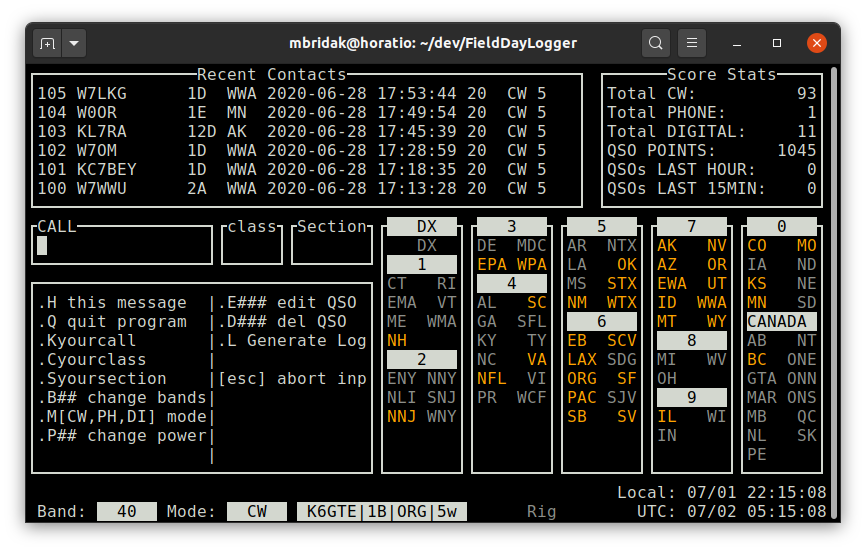 mbridak@horatio: ~/dev/FieldDayLogger
Recent Contacts
105 W7LKG 1D WWA 2020-06-28 17:53:44 20 CW 5
104 W0OR 1E MN 2020-06-28 17:49:54 20 CW 5
103 KL7RA 12D AK 2020-06-28 17:45:39 20 CW 5
102 W7OM 1D WWA 2020-06-28 17:28:59 20 CW 5
101 KC7BEY 1D WWA 2020-06-28 17:18:35 20 CW 5
100 W7WWU 2A WWA 2020-06-28 17:13:28 20 CW 5
Score Stats
Total CW: 93
Total PHONE: 1
Total DIGITAL: 11
QSO POINTS: 1045
QSOs LAST HOUR: 0
QSOs LAST 15MIN: 0
CALL
class
Section
.H this message |.E### edit QSO
.Q quit program |.D### del QSO
.Kyourcall |.L Generate Log
.Cyourclass |
.Syoursection |[esc] abort inp
.B## change bands|
.M[CW,PH,DI] mode|
.P## change power|
|
DX
DX
1
CT RI
EMA VT
ME WMA
NH
2
ENY NNY
NLI SNJ
NNJ WNY
3
DE MDC
EPA WPA
4
AL SC
GA SFL
KY TY
NC VA
NFL VI
PR WCF
5
AR NTX
LA OK
MS STX
NM WTX
6
EB SCV
LAX SDG
ORG SF
PAC SJV
SB SV
7
AK NV
AZ OR
EWA UT
ID WWA
MT WY
8
MI WV
OH
9
IL WI
IN
0
CO MO
IA ND
KS NE
MN SD
CANADA
AB NT
BC ONE
GTA ONN
MAR ONS
MB QC
NL SK
PE
Local: 07/01 22:15:08
Band: 40 Mode: CW K6GTE|1B|ORG|5w Rig UTC: 07/02 05:15:08